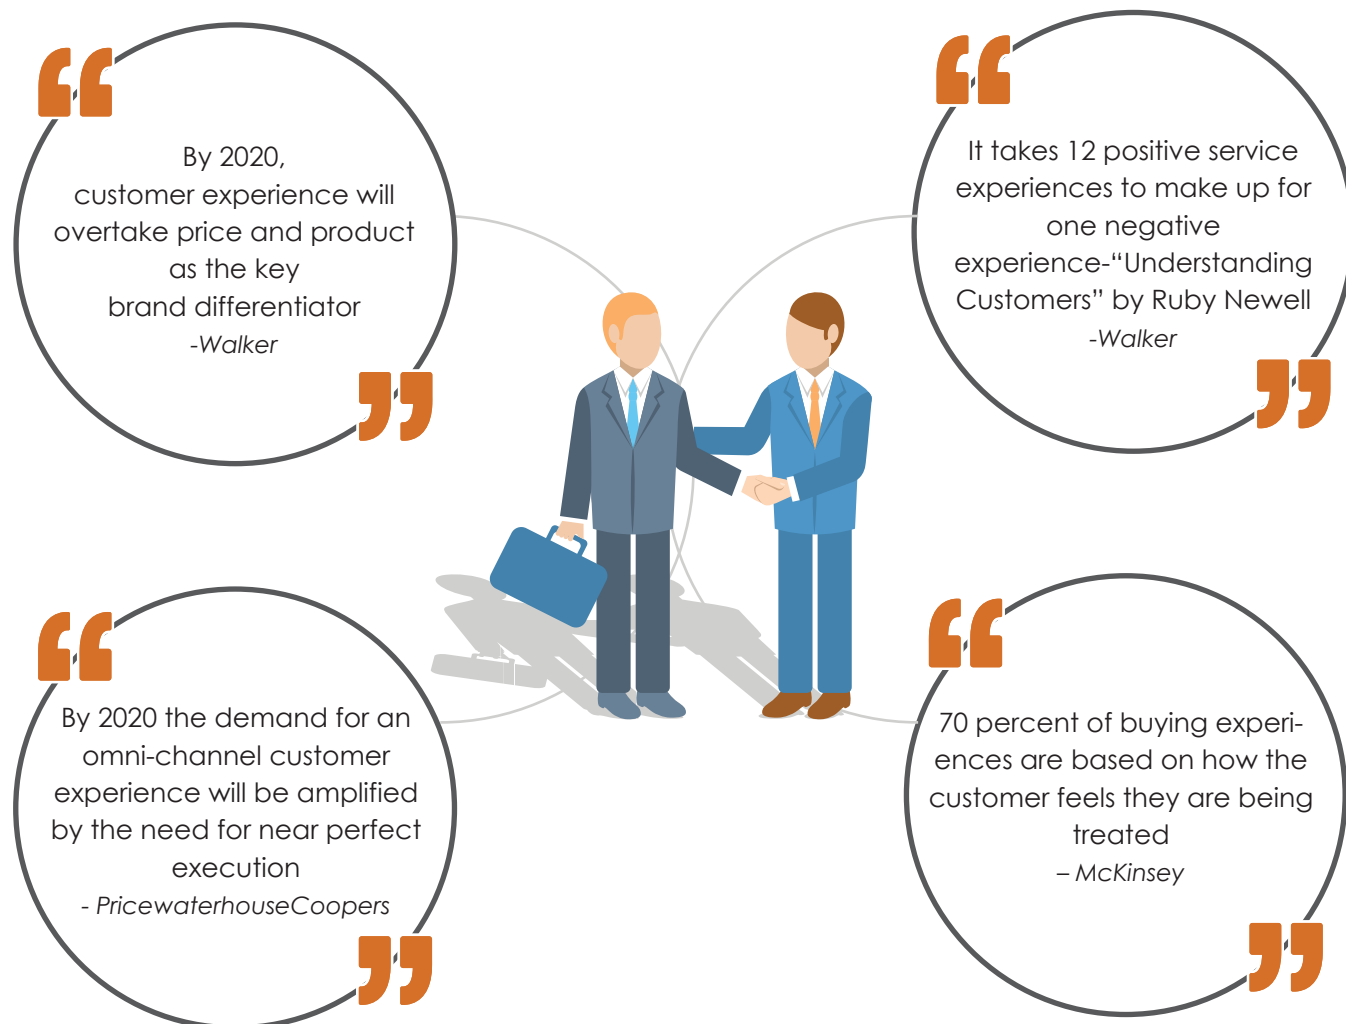 By 2020,
customer experience will
overtake price and product
as the key
brand differentiator
-Walker
It takes 12 positive service
experiences to make up for
one negative
experience-“Understanding
Customers” by Ruby Newell
-Walker
By 2020 the demand for an
omni-channel customer
experience will be amplified
by the need for near perfect
execution
- PricewaterhouseCoopers
70 percent of buying experi-
ences are based on how the
customer feels they are being
treated
– McKinsey